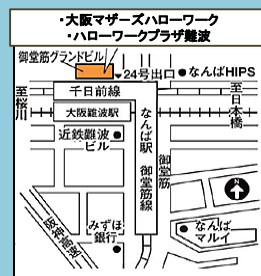 ・大阪マザーズハローワーク
・ハローワークプラザ難波
御堂筋グランドビル
24号出口
なんばHIPS
至桜川
千日前線
至日本橋
大阪難波駅
なんば駅
御堂筋線
御堂筋
近鉄難波
ビル
阪神高速
みずほ
銀行
なんば
マルイ